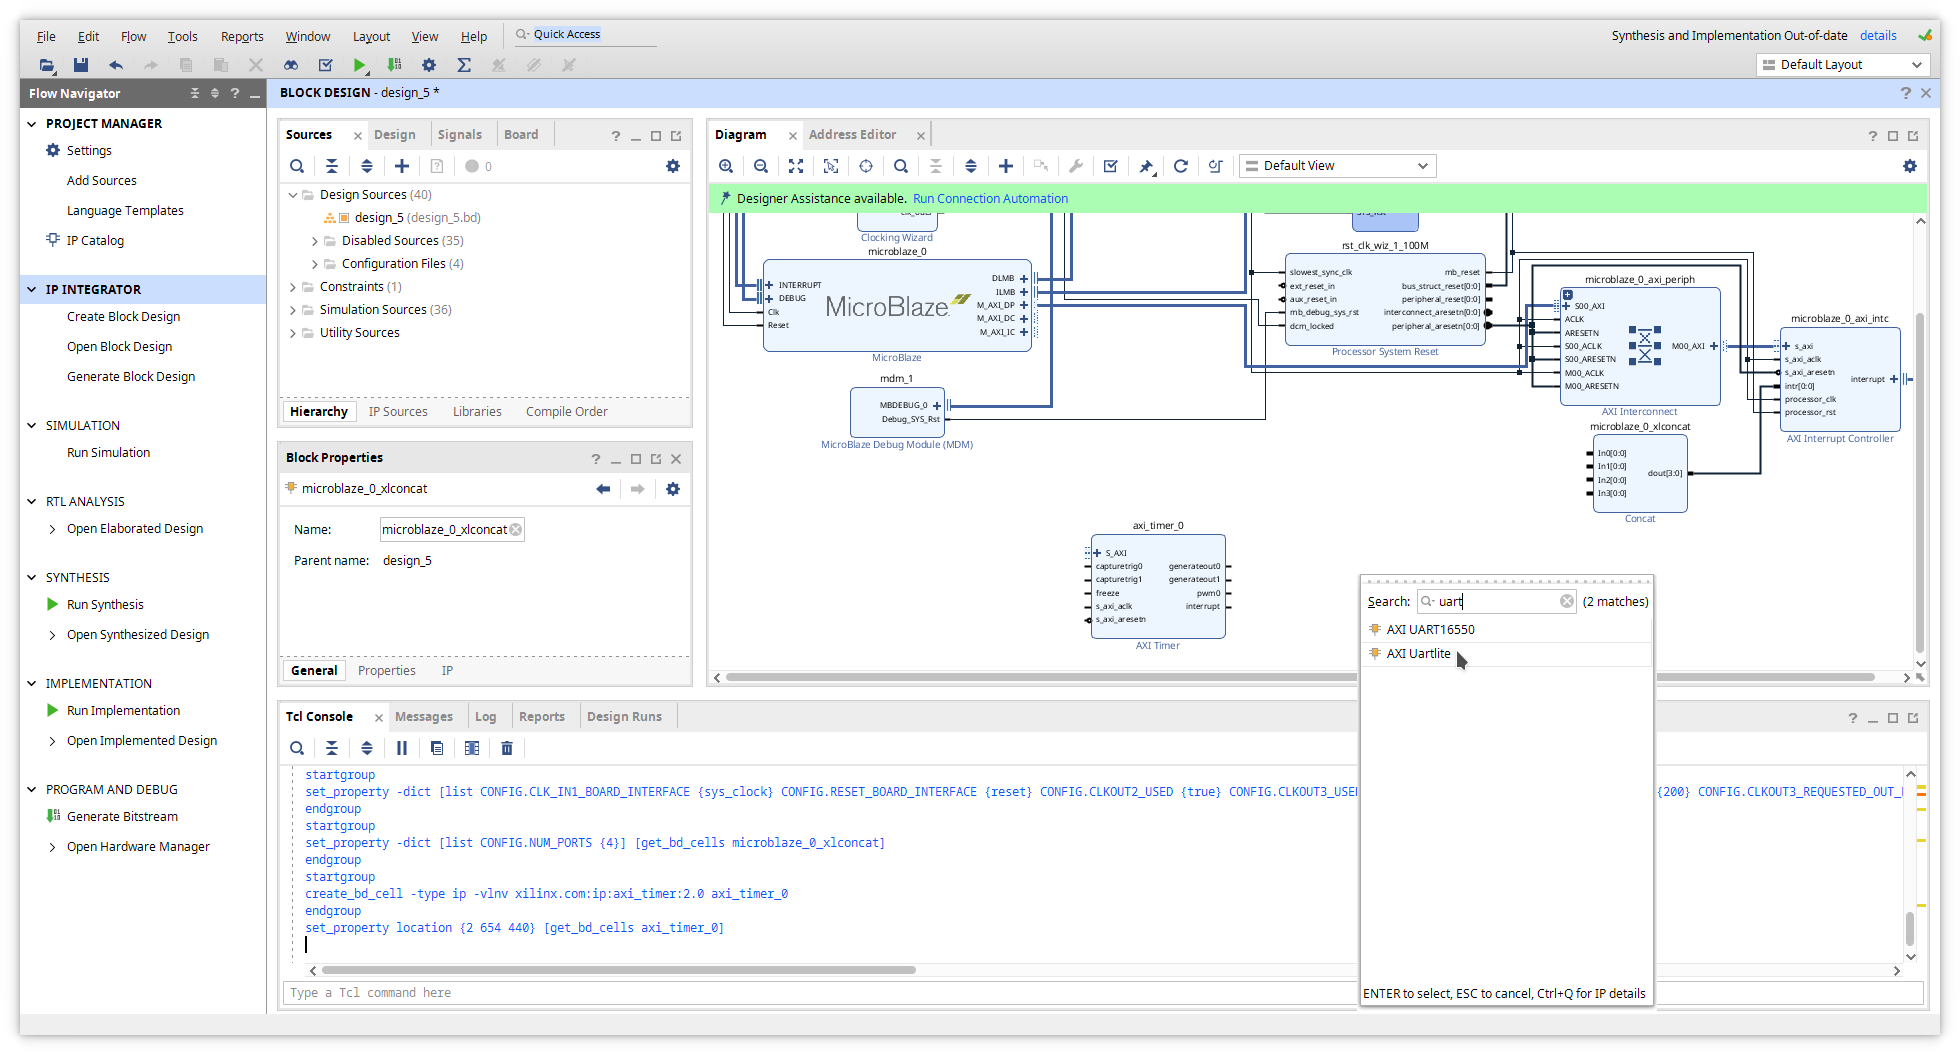 File Edit Flow Tools Reports Window Layout View Help Quick Access
Synthesis and Implementation Out-of-date details
Default Layout
Flow Navigator
BLOCK DESIGN - design_5 *
PROJECT MANAGER
Settings
Add Sources
Language Templates
IP Catalog
IP INTEGRATOR
Create Block Design
Open Block Design
Generate Block Design
SIMULATION
Run Simulation
RTL ANALYSIS
Open Elaborated Design
SYNTHESIS
Run Synthesis
Open Synthesized Design
IMPLEMENTATION
Run Implementation
Open Implemented Design
PROGRAM AND DEBUG
Generate Bitstream
Open Hardware Manager
Sources Design Signals Board
0
Design Sources (40)
design_5 (design_5.bd)
Disabled Sources (35)
Configuration Files (4)
Constraints (1)
Simulation Sources (36)
Utility Sources
Hierarchy IP Sources Libraries Compile Order
Block Properties
microblaze_0_xlconcat
Name: microblaze_0_xlconcat
Parent name: design_5
General Properties IP
Diagram Address Editor
Default View
Designer Assistance available. Run Connection Automation
Clocking Wizard
microblaze_0
INTERRUPT
DEBUG
Clk
Reset
MicroBlaze
DLMB
ILMB
M_AXI_DP
M_AXI_DC
M_AXI_IC
MicroBlaze
mdm_1
MBDEBUG_0
Debug_SYS_Rst
MicroBlaze Debug Module (MDM)
rst_clk_wiz_1_100M
slowest_sync_clk
ext_reset_in
aux_reset_in
mb_debug_sys_rst
dcm_locked
mb_reset
bus_struct_reset[0:0]
peripheral_reset[0:0]
interconnect_aresetn[0:0]
peripheral_aresetn[0:0]
Processor System Reset
microblaze_0_axi_periph
S00_AXI
ACLK
ARESETN
S00_ACLK
S00_ARESETN
M00_ACLK
M00_ARESETN
M00_AXI
AXI Interconnect
microblaze_0_axi_intc
s_axi
s_axi_aclk
s_axi_aresetn
intr[0:0]
processor_clk
processor_rst
interrupt
AXI Interrupt Controller
microblaze_0_xlconcat
In0[0:0]
In1[0:0]
In2[0:0]
In3[0:0]
dout[3:0]
Concat
axi_timer_0
S_AXI
capturetrig0
capturetrig1
freeze
s_axi_aclk
s_axi_aresetn
generateout0
generateout1
pwm0
interrupt
AXI Timer
Search: uart (2 matches)
AXI UART16550
AXI Uartlite
ENTER to select, ESC to cancel, Ctrl+Q for IP details
Tcl Console Messages Log Reports Design Runs
startgroup
set_property -dict [list CONFIG.CLK_IN1_BOARD_INTERFACE {sys_clock} CONFIG.RESET_BOARD_INTERFACE {reset} CONFIG.CLKOUT2_USED {true} CONFIG.CLKOUT3_USE {200} CONFIG.CLKOUT3_REQUESTED_OUT_
endgroup
startgroup
set_property -dict [list CONFIG.NUM_PORTS {4}] [get_bd_cells microblaze_0_xlconcat]
endgroup
startgroup
create_bd_cell -type ip -vlnv xilinx.com:ip:axi_timer:2.0 axi_timer_0
endgroup
set_property location {2 654 440} [get_bd_cells axi_timer_0]
Type a Tcl command here